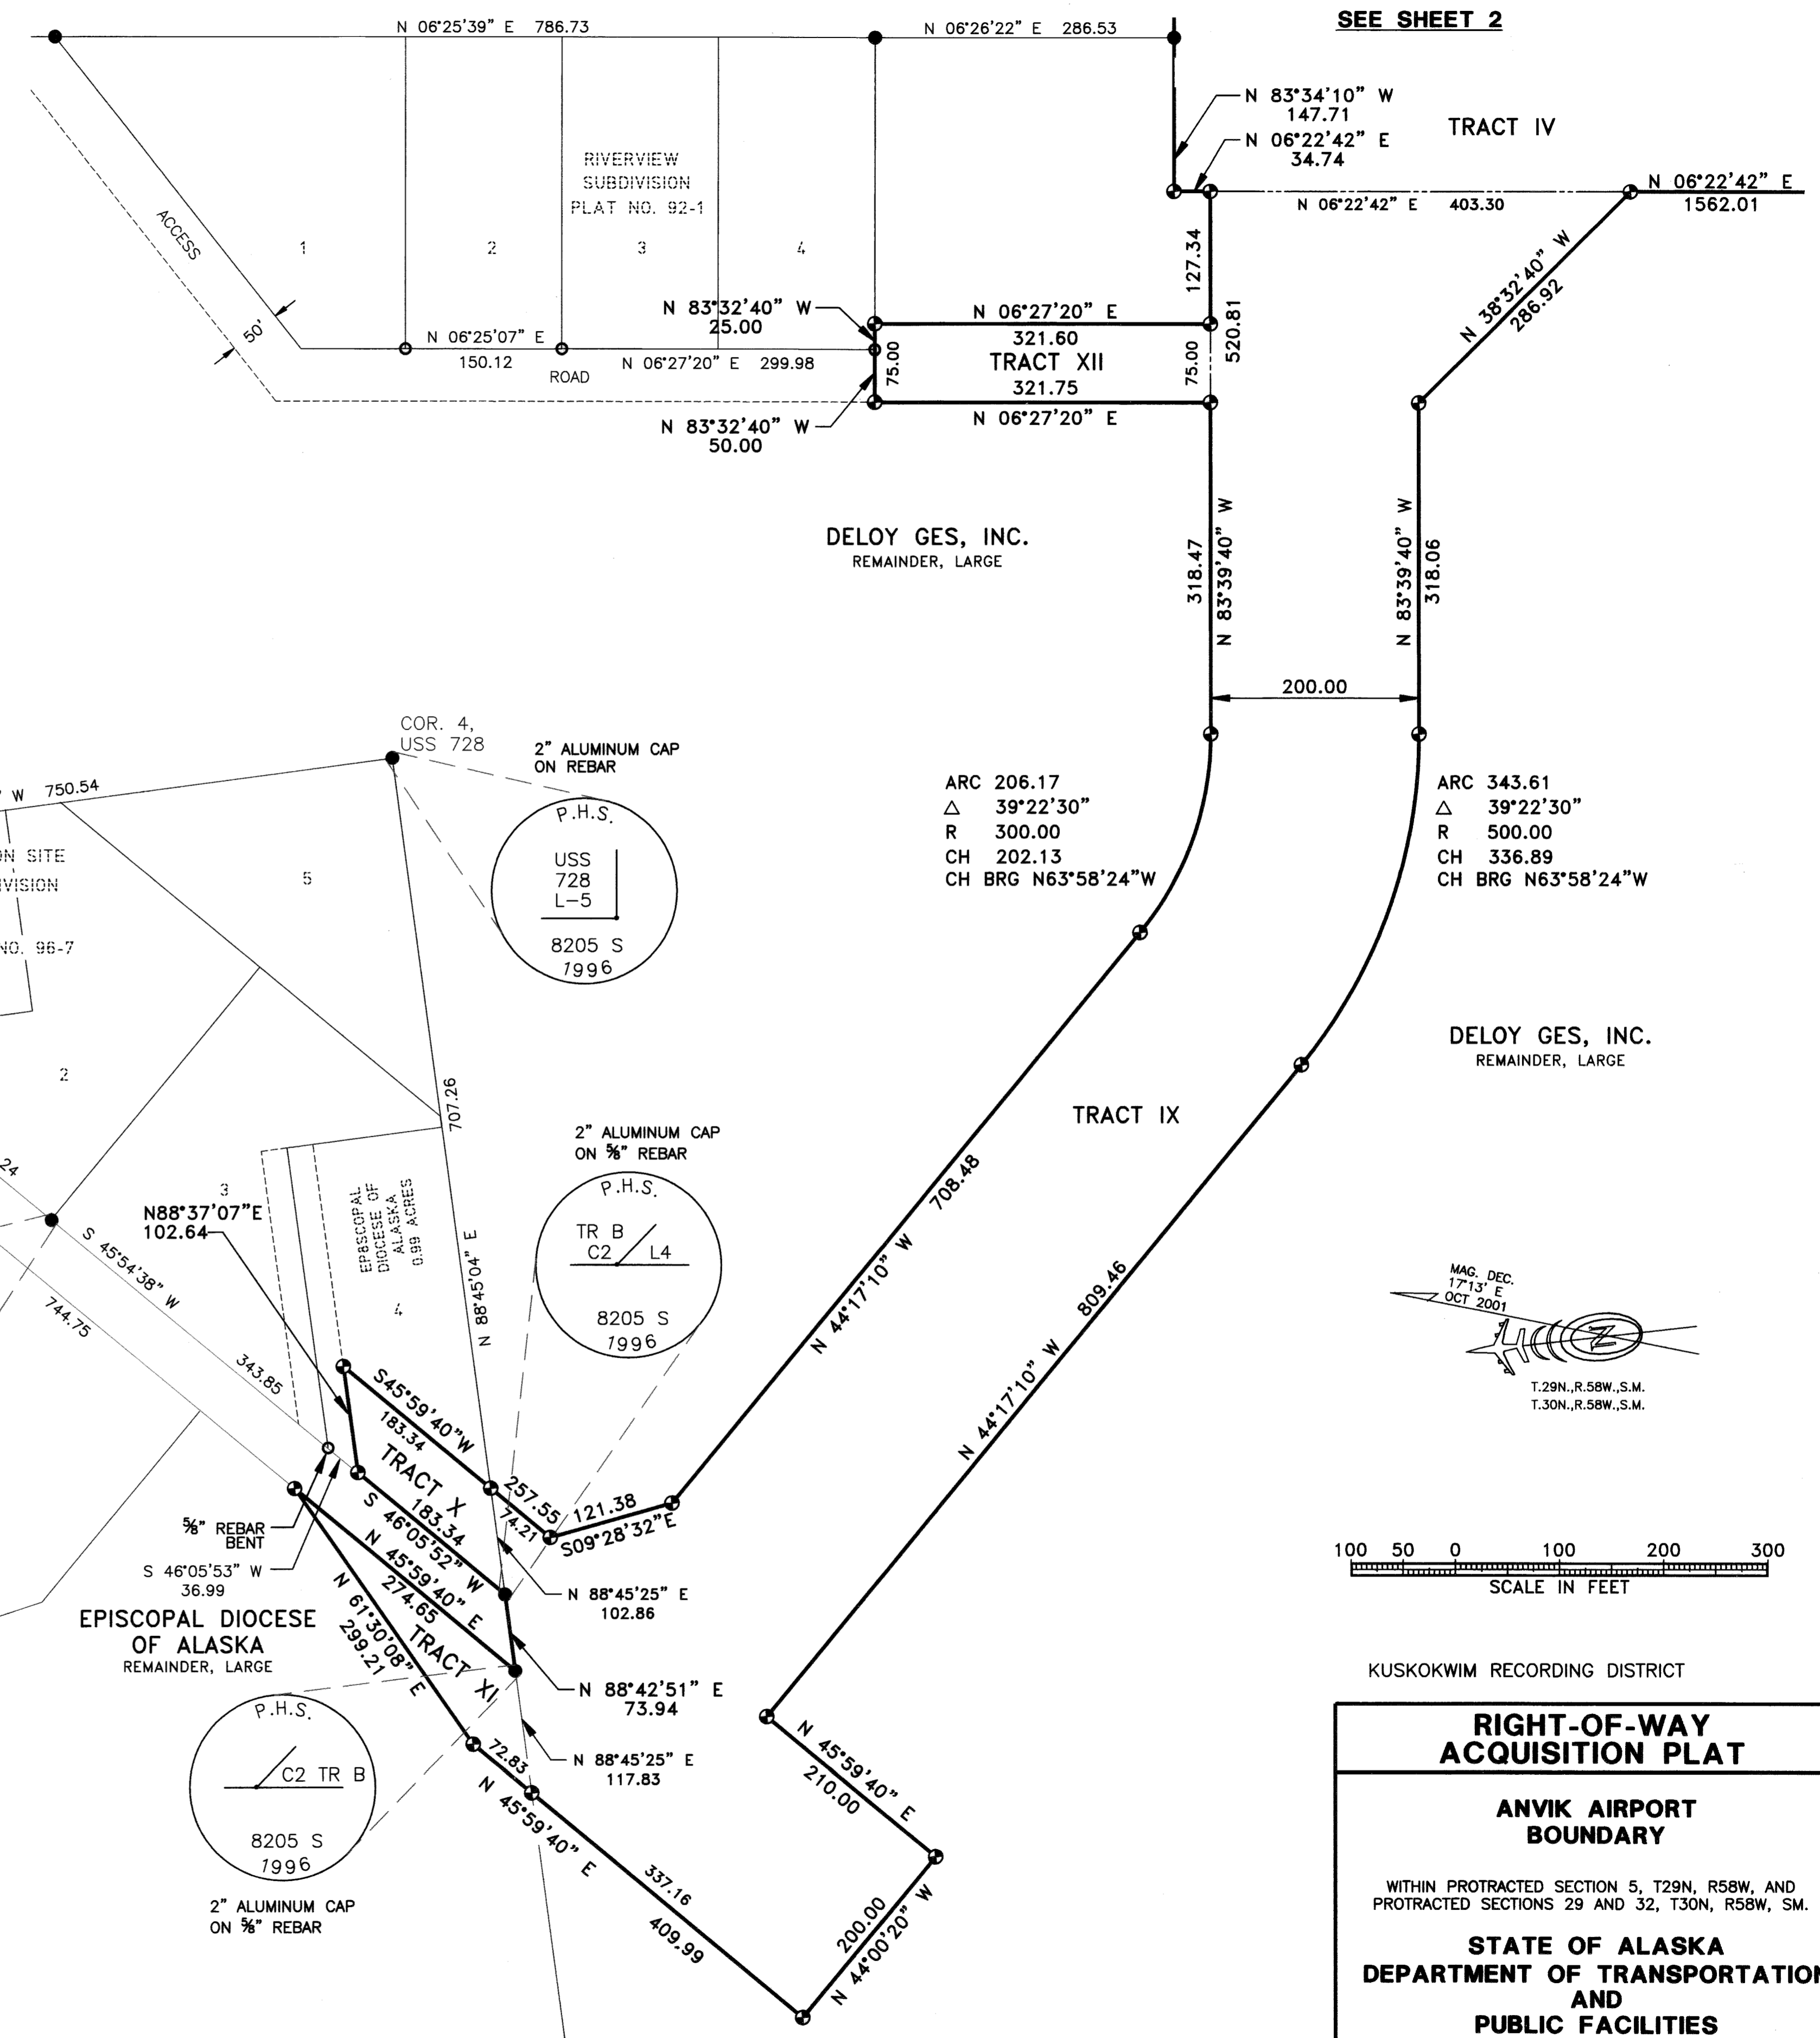 SEE SHEET 2
N 06°25'39" E 786.73
N 06°26'22" E 286.53
N 83°34'10" W
147.71
N 06°22'42" E
34.74
TRACT IV
N 06°22'42" E 403.30
N 06°22'42" E
1562.01
RIVERVIEW
SUBDIVISION
PLAT NO. 92-1
ACCESS
1
2
3
4
50'
127.34
520.81
N 38°32'40" W
286.92
N 83°32'40" W
25.00
N 06°27'20" E
321.60
TRACT XII
321.75
N 06°27'20" E
75.00
75.00
N 06°25'07" E
150.12
N 06°27'20" E 299.98
ROAD
N 83°32'40" W
50.00
DELOY GES, INC.
REMAINDER, LARGE
318.47
N 83°39'40" W
N 83°39'40" W
318.06
200.00
COR. 4,
USS 728
2" ALUMINUM CAP
ON REBAR
P.H.S.
USS
728
L-5
8205 S
1996
" W 750.54
ON SITE
IVISION
NO. 96-7
5
2
ARC 206.17
△ 39°22'30"
R 300.00
CH 202.13
CH BRG N63°58'24"W
ARC 343.61
△ 39°22'30"
R 500.00
CH 336.89
CH BRG N63°58'24"W
DELOY GES, INC.
REMAINDER, LARGE
TRACT IX
707.26
2" ALUMINUM CAP
ON ⅝" REBAR
P.H.S.
TR B
C2 L4
8205 S
1996
24
3
N88°37'07"E
102.64
EPBSCOPAL
DIOCESE OF
ALASKA
0.99 ACRES
4
N 88°45'04" E
S 45°54'38" W
744.75
343.85
708.48
N 44°17'10" W
809.46
N 44°17'10" W
MAG. DEC.
17°13' E
OCT 2001
N
T.29N.,R.58W.,S.M.
T.30N.,R.58W.,S.M.
S45°59'40"W
183.34
TRACT X
183.34
S 46°05'52" W
257.55
74.21
121.38
S09°28'32"E
⅝" REBAR
BENT
S 46°05'53" W
36.99
N 45°59'40" E
274.65
N 61°30'08" E
299.21
TRACT XI
N 88°45'25" E
102.86
EPISCOPAL DIOCESE
OF ALASKA
REMAINDER, LARGE
N 88°42'51" E
73.94
100 50 0 100 200 300
SCALE IN FEET
P.H.S.
C2 TR B
8205 S
1996
2" ALUMINUM CAP
ON ⅝" REBAR
72.83
N 45°59'40" E
N 88°45'25" E
117.83
337.16
409.99
N 45°59'40" E
210.00
200.00
N 44°00'20" W
KUSKOKWIM RECORDING DISTRICT
RIGHT-OF-WAY
ACQUISITION PLAT
ANVIK AIRPORT
BOUNDARY
WITHIN PROTRACTED SECTION 5, T29N, R58W, AND
PROTRACTED SECTIONS 29 AND 32, T30N, R58W, SM.
STATE OF ALASKA
DEPARTMENT OF TRANSPORTATION
AND
PUBLIC FACILITIES